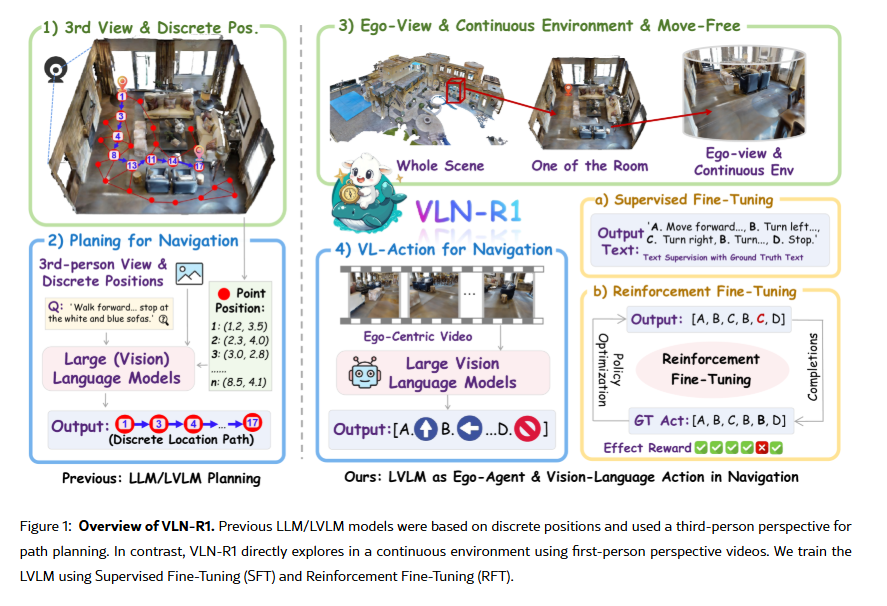 1) 3rd View & Discrete Pos.
1
3
4
8
13
11
14
17
2) Planing for Navigation
3rd-person View &
Discrete Positions
Q: 'Walk forward... stop at
the white and blue sofas.'
Point
Position:
1: (1.2, 3.5)
2: (2.3, 4.0)
3: (3.0, 2.8)
......
n: (8.5, 4.1)
Large (Vision)
Language Models
Output: 1 3 4 ... 17
(Discrete Location Path)
Previous: LLM/LVLM Planning
3) Ego-View & Continuous Environment & Move-Free
Whole Scene
One of the Room
Ego-view &
Continuous Env
VLN-R1
4) VL-Action for Navigation
...
Ego-Centric Video
Large Vision
Language Models
Output:[A. B. ...D. ]
a) Supervised Fine-Tuning
Output Text: 'A. Move forward..., B. Turn left...,
C. Turn right, B. Turn..., D. Stop.'
Text Supervision with Ground Truth Text
b) Reinforcement Fine-Tuning
Output: [A, B, C, B, C, D]
Policy
Optimization
Reinforcement
Fine-Tuning
Completions
GT Act: [A, B, C, B, B, D]
Effect Reward
Ours: LVLM as Ego-Agent & Vision-Language Action in Navigation
Figure 1: Overview of VLN-R1. Previous LLM/LVLM models were based on discrete positions and used a third-person perspective for
path planning. In contrast, VLN-R1 directly explores in a continuous environment using first-person perspective videos. We train the
LVLM using Supervised Fine-Tuning (SFT) and Reinforcement Fine-Tuning (RFT).